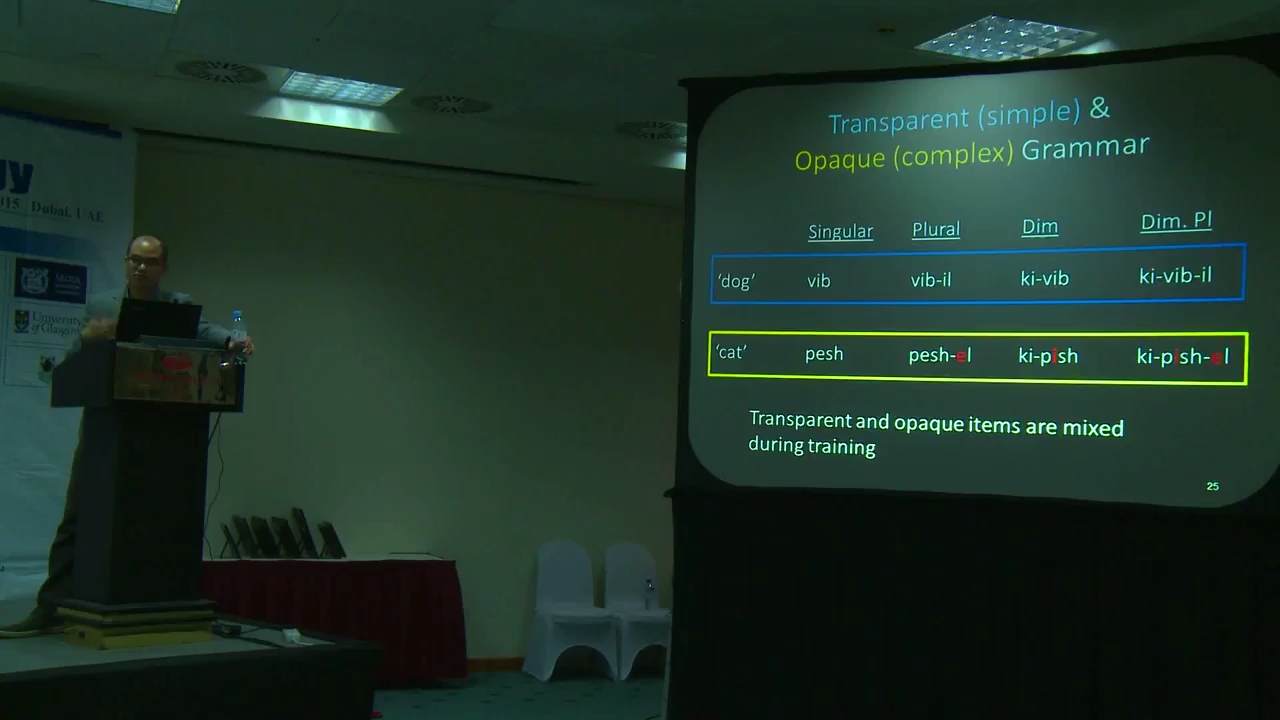 Transparent (simple) &
Opaque (complex) Grammar
Singular Plural Dim Dim. Pl
‘dog’ vib vib-il ki-vib ki-vib-il
‘cat’ pesh pesh-el ki-pish ki-pish-el
Transparent and opaque items are mixed
during training
25
gy
015 Dubai, UAE
University
of Glasgow